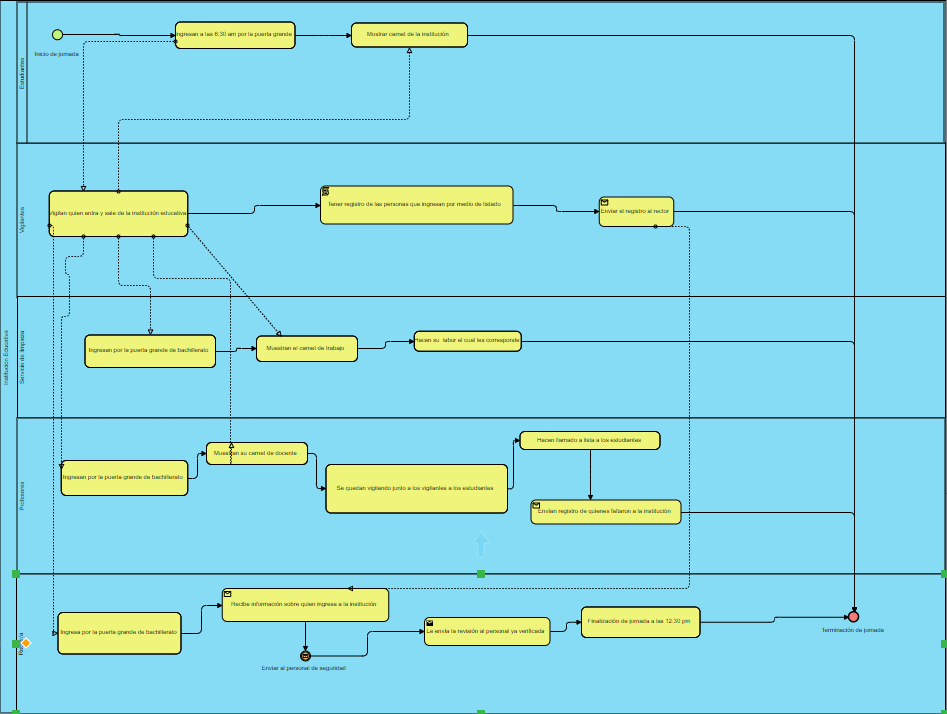 Institución Educativa
Estudiantes
Inicio de jornada
Ingresan a las 6:30 am por la puerta grande
Mostrar carnet de la institución
Vigilantes
Vigilan quien entra y sale de la institución educativa
Tener registro de las personas que ingresan por medio de listado
Enviar el registro al rector
Servicio de limpieza
Ingresan por la puerta grande de bachillerato
Muestran el carnet de trabajo
Hacen su labor el cual les corresponde
Profesores
Ingresan por la puerta grande de bachillerato
Muestran su carnet de docente
Se quedan vigilando junto a los vigilantes a los estudiantes
Hacen llamado a lista a los estudiantes
Envian registro de quienes faltaron a la institución
Ingresa por la puerta grande de bachillerato
Recibe información sobre quien ingresa a la institución
Enviar al personal de seguridad
Le envia la revisión al personal ya verificada
Finalización de jornada a las 12:30 pm
Terminación de jornada